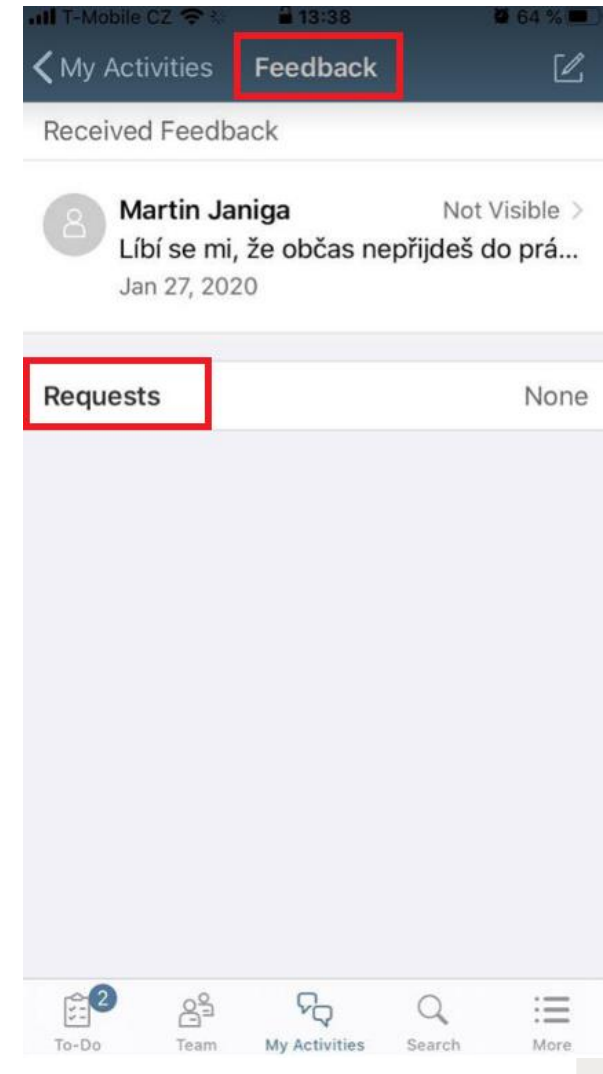 T-Mobile CZ 13:38 64 %
My Activities Feedback
Received Feedback
Martin Janiga Not Visible
Líbí se mi, že občas nepřijdeš do prá...
Jan 27, 2020
Requests None
2
To-Do Team My Activities Search More